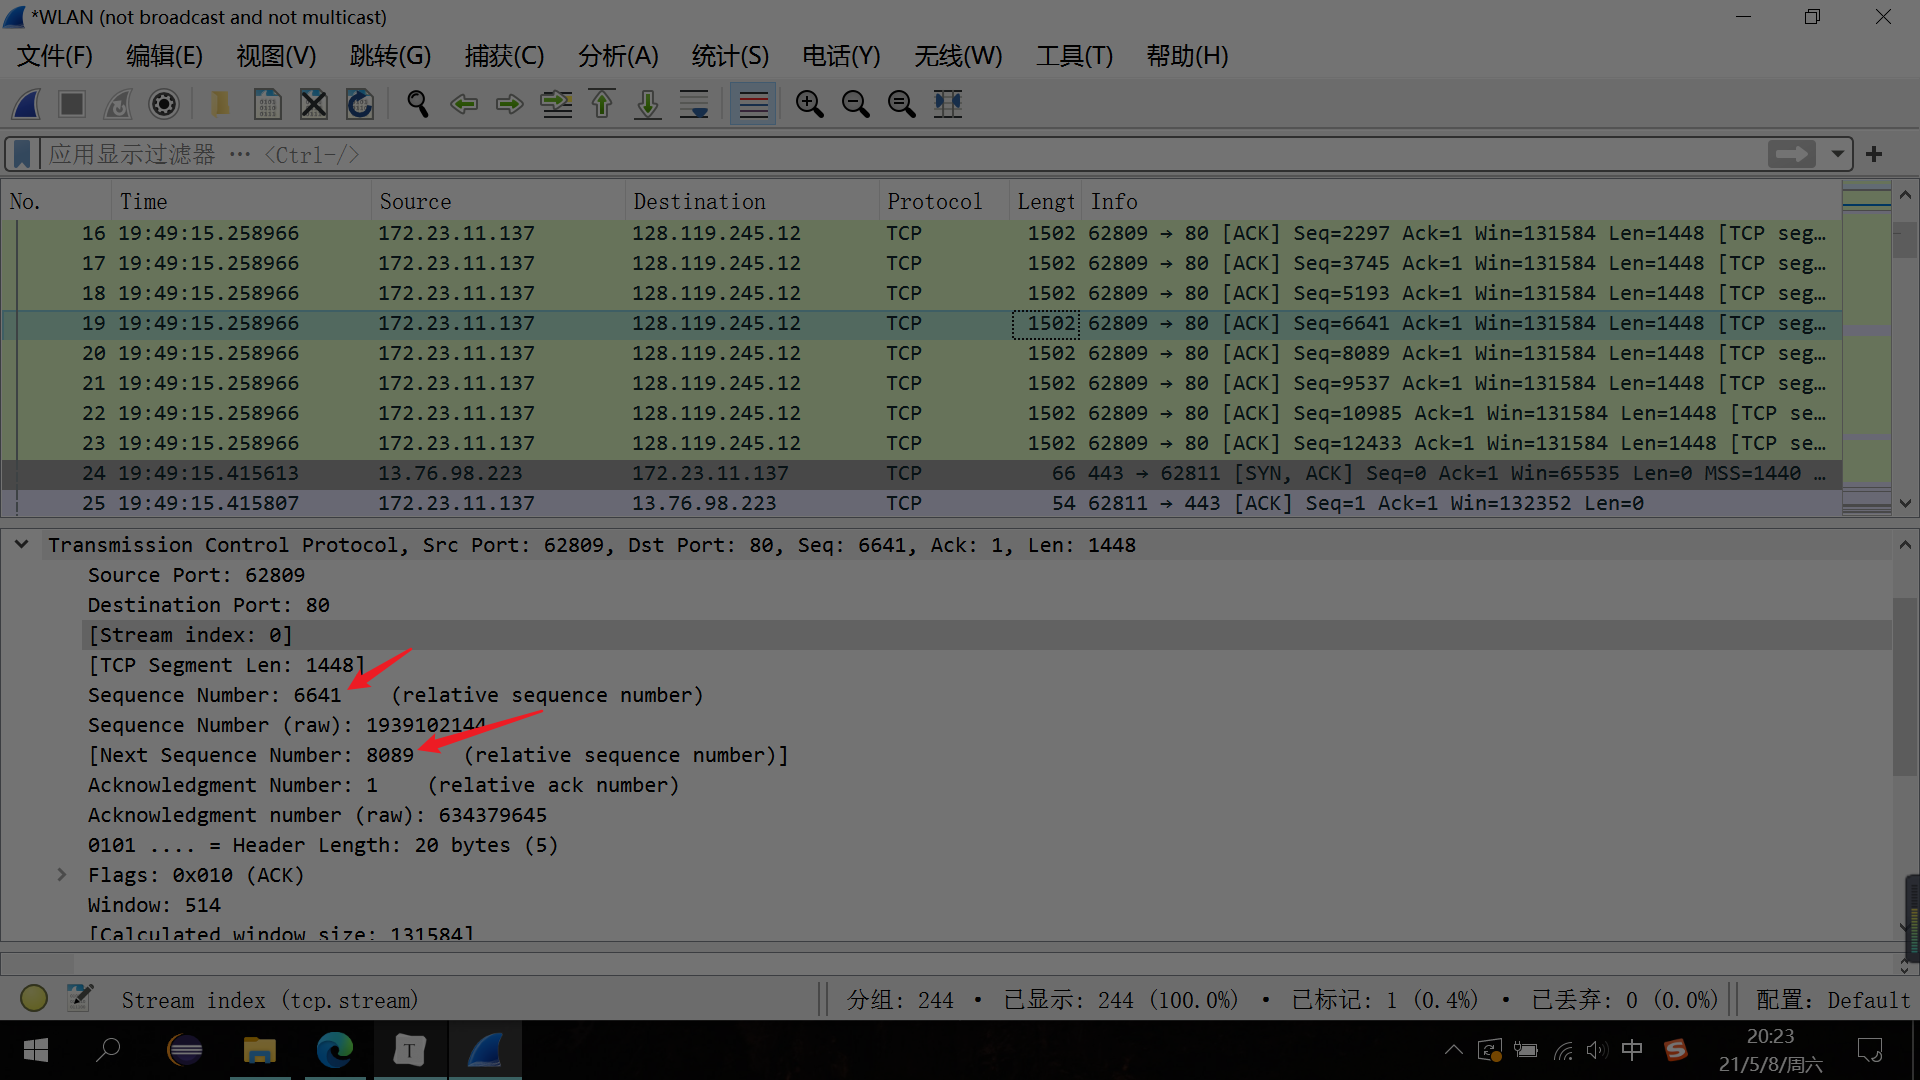 *WLAN (not broadcast and not multicast)
文件(F) 编辑(E) 视图(V) 跳转(G) 捕获(C) 分析(A) 统计(S) 电话(Y) 无线(W) 工具(T) 帮助(H)
应用显示过滤器 … <Ctrl-/>
No. Time Source Destination Protocol Lengt Info
16 19:49:15.258966 172.23.11.137 128.119.245.12 TCP 1502 62809 → 80 [ACK] Seq=2297 Ack=1 Win=131584 Len=1448 [TCP seg…
17 19:49:15.258966 172.23.11.137 128.119.245.12 TCP 1502 62809 → 80 [ACK] Seq=3745 Ack=1 Win=131584 Len=1448 [TCP seg…
18 19:49:15.258966 172.23.11.137 128.119.245.12 TCP 1502 62809 → 80 [ACK] Seq=5193 Ack=1 Win=131584 Len=1448 [TCP seg…
19 19:49:15.258966 172.23.11.137 128.119.245.12 TCP 1502 62809 → 80 [ACK] Seq=6641 Ack=1 Win=131584 Len=1448 [TCP seg…
20 19:49:15.258966 172.23.11.137 128.119.245.12 TCP 1502 62809 → 80 [ACK] Seq=8089 Ack=1 Win=131584 Len=1448 [TCP seg…
21 19:49:15.258966 172.23.11.137 128.119.245.12 TCP 1502 62809 → 80 [ACK] Seq=9537 Ack=1 Win=131584 Len=1448 [TCP seg…
22 19:49:15.258966 172.23.11.137 128.119.245.12 TCP 1502 62809 → 80 [ACK] Seq=10985 Ack=1 Win=131584 Len=1448 [TCP se…
23 19:49:15.258966 172.23.11.137 128.119.245.12 TCP 1502 62809 → 80 [ACK] Seq=12433 Ack=1 Win=131584 Len=1448 [TCP se…
24 19:49:15.415613 13.76.98.223 172.23.11.137 TCP 66 443 → 62811 [SYN, ACK] Seq=0 Ack=1 Win=65535 Len=0 MSS=1440 …
25 19:49:15.415807 172.23.11.137 13.76.98.223 TCP 54 62811 → 443 [ACK] Seq=1 Ack=1 Win=132352 Len=0
Transmission Control Protocol, Src Port: 62809, Dst Port: 80, Seq: 6641, Ack: 1, Len: 1448
Source Port: 62809
Destination Port: 80
[Stream index: 0]
[TCP Segment Len: 1448]
Sequence Number: 6641 (relative sequence number)
Sequence Number (raw): 1939102144
[Next Sequence Number: 8089 (relative sequence number)]
Acknowledgment Number: 1 (relative ack number)
Acknowledgment number (raw): 634379645
0101 .... = Header Length: 20 bytes (5)
Flags: 0x010 (ACK)
Window: 514
[Calculated window size: 131584]
Stream index (tcp.stream) 分组: 244 · 已显示: 244 (100.0%) · 已标记: 1 (0.4%) · 已丢弃: 0 (0.0%) 配置: Default
T 中 S 20:23
21/5/8/周六